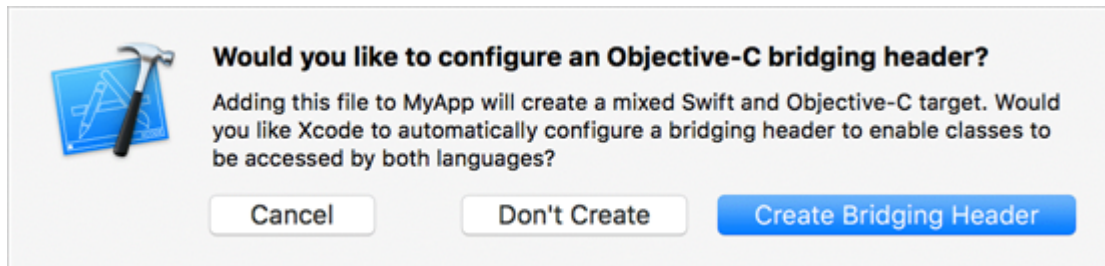 Would you like to configure an Objective-C bridging header?
Adding this file to MyApp will create a mixed Swift and Objective-C target. Would
you like Xcode to automatically configure a bridging header to enable classes to
be accessed by both languages?
Cancel Don't Create Create Bridging Header